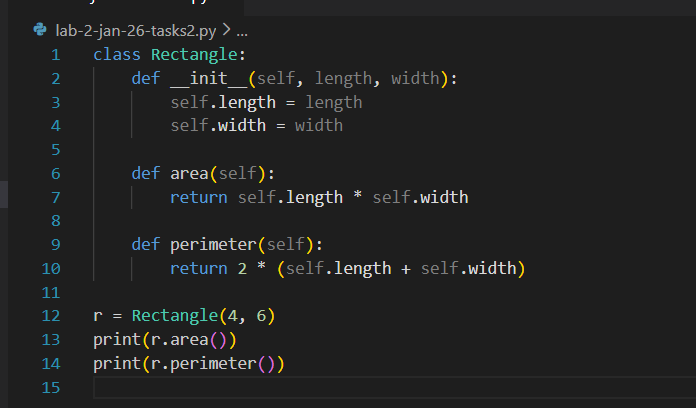 lab-2-jan-26-tasks2.py > ...
1 class Rectangle:
2     def __init__(self, length, width):
3         self.length = length
4         self.width = width
5
6     def area(self):
7         return self.length * self.width
8
9     def perimeter(self):
10         return 2 * (self.length + self.width)
11
12 r = Rectangle(4, 6)
13 print(r.area())
14 print(r.perimeter())
15